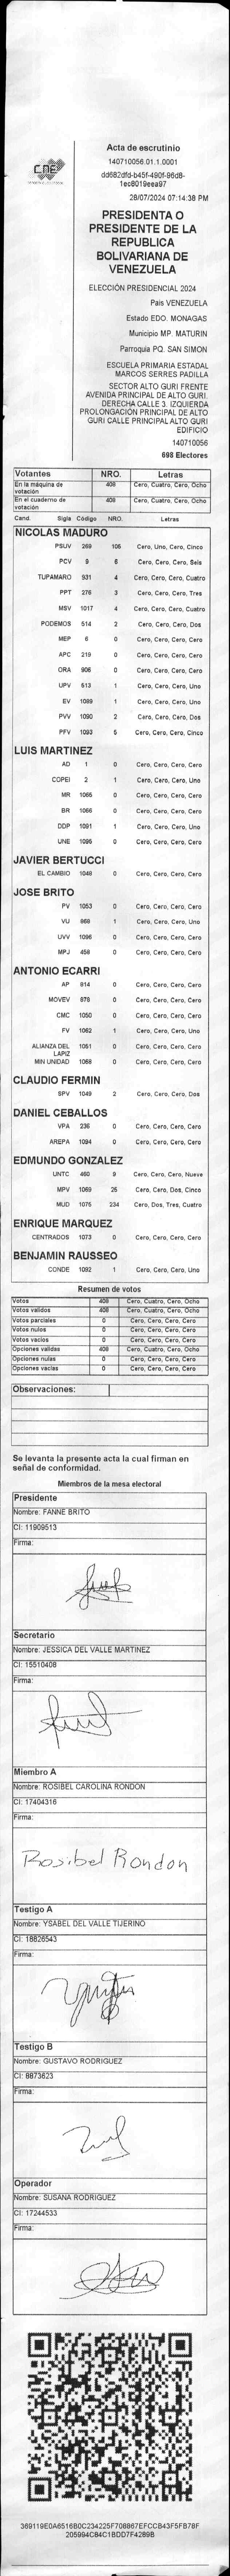 CNE
Acta de escrutinio
140710056.01.1.0001
dd682dfd-b45f-490f-96d8-
1ec8019eea97
28/07/2024 07:14:38 PM
PRESIDENTA O
PRESIDENTE DE LA
REPUBLICA
BOLIVARIANA DE
VENEZUELA
ELECCIÓN PRESIDENCIAL 2024
País VENEZUELA
Estado EDO. MONAGAS
Municipio MP. MATURIN
Parroquia PQ. SAN SIMON
ESCUELA PRIMARIA ESTADAL
MARCOS SERRES PADILLA
SECTOR ALTO GURI FRENTE
AVENIDA PRINCIPAL DE ALTO GURI.
DERECHA CALLE 3. IZQUIERDA
PROLONGACIÓN PRINCIPAL DE ALTO
GURI CALLE PRINCIPAL ALTO GURI
EDIFICIO
140710056
698 Electores
Votantes NRO. Letras
En la máquina de votación 408 Cero, Cuatro, Cero, Ocho
En el cuaderno de votación 408 Cero, Cuatro, Cero, Ocho
Cand. Sigla Código NRO. Letras
NICOLAS MADURO
PSUV 269 105 Cero, Uno, Cero, Cinco
PCV 9 6 Cero, Cero, Cero, Seis
TUPAMARO 931 4 Cero, Cero, Cero, Cuatro
PPT 276 3 Cero, Cero, Cero, Tres
MSV 1017 4 Cero, Cero, Cero, Cuatro
PODEMOS 514 2 Cero, Cero, Cero, Dos
MEP 6 0 Cero, Cero, Cero, Cero
APC 219 0 Cero, Cero, Cero, Cero
ORA 906 0 Cero, Cero, Cero, Cero
UPV 513 1 Cero, Cero, Cero, Uno
EV 1089 1 Cero, Cero, Cero, Uno
PVV 1090 2 Cero, Cero, Cero, Dos
PFV 1093 5 Cero, Cero, Cero, Cinco
LUIS MARTINEZ
AD 1 0 Cero, Cero, Cero, Cero
COPEI 2 1 Cero, Cero, Cero, Uno
MR 1065 0 Cero, Cero, Cero, Cero
BR 1066 0 Cero, Cero, Cero, Cero
DDP 1091 1 Cero, Cero, Cero, Uno
UNE 1095 0 Cero, Cero, Cero, Cero
JAVIER BERTUCCI
EL CAMBIO 1048 0 Cero, Cero, Cero, Cero
JOSE BRITO
PV 1053 0 Cero, Cero, Cero, Cero
VU 868 1 Cero, Cero, Cero, Uno
UVV 1096 0 Cero, Cero, Cero, Cero
MPJ 458 0 Cero, Cero, Cero, Cero
ANTONIO ECARRI
AP 814 0 Cero, Cero, Cero, Cero
MOVEV 878 0 Cero, Cero, Cero, Cero
CMC 1050 0 Cero, Cero, Cero, Cero
FV 1062 1 Cero, Cero, Cero, Uno
ALIANZA DEL LAPIZ 1051 0 Cero, Cero, Cero, Cero
MIN UNIDAD 1068 0 Cero, Cero, Cero, Cero
CLAUDIO FERMIN
SPV 1049 2 Cero, Cero, Cero, Dos
DANIEL CEBALLOS
VPA 236 0 Cero, Cero, Cero, Cero
AREPA 1094 0 Cero, Cero, Cero, Cero
EDMUNDO GONZALEZ
UNTC 460 9 Cero, Cero, Cero, Nueve
MPV 1069 25 Cero, Cero, Dos, Cinco
MUD 1075 234 Cero, Dos, Tres, Cuatro
ENRIQUE MARQUEZ
CENTRADOS 1073 0 Cero, Cero, Cero, Cero
BENJAMIN RAUSSEO
CONDE 1092 1 Cero, Cero, Cero, Uno
Resumen de votos
Votos 408 Cero, Cuatro, Cero, Ocho
Votos validos 408 Cero, Cuatro, Cero, Ocho
Votos parciales 0 Cero, Cero, Cero, Cero
Votos nulos 0 Cero, Cero, Cero, Cero
Votos vacios 0 Cero, Cero, Cero, Cero
Opciones validas 408 Cero, Cuatro, Cero, Ocho
Opciones nulas 0 Cero, Cero, Cero, Cero
Opciones vacias 0 Cero, Cero, Cero, Cero
Observaciones:
Se levanta la presente acta la cual firman en
señal de conformidad.
Miembros de la mesa electoral
Presidente
Nombre: FANNE BRITO
CI: 11909513
Firma:
Secretario
Nombre: JESSICA DEL VALLE MARTINEZ
CI: 15510408
Firma:
Miembro A
Nombre: ROSIBEL CAROLINA RONDON
CI: 17404316
Firma:
Rosibel Rondon
Testigo A
Nombre: YSABEL DEL VALLE TIJERINO
CI: 18826543
Firma:
Testigo B
Nombre: GUSTAVO RODRIGUEZ
CI: 8873623
Firma:
Operador
Nombre: SUSANA RODRIGUEZ
CI: 17244533
Firma:
369119E0A6516B0C234225F708867EFCCB43F5FB78F
205994C84C1BDD7F4289B